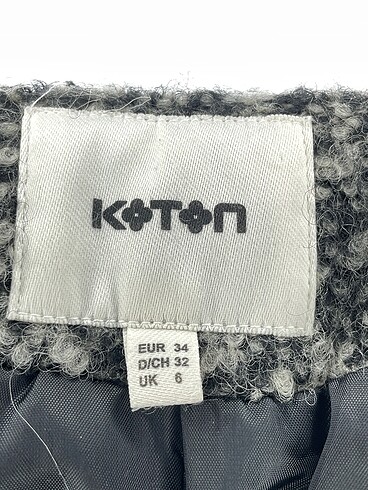 KOTON
EUR 34
D/CH 32
UK 6